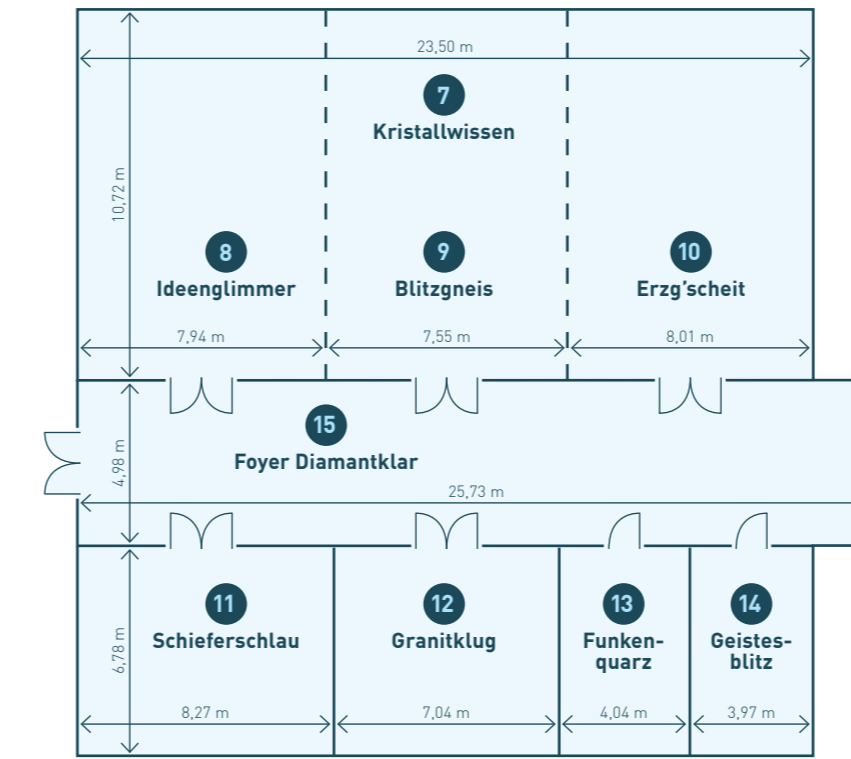 23,50 m
7
Kristallwissen
10,72 m
8
Ideenglimmer
9
Blitzgneis
10
Erzg’scheit
7,94 m
7,55 m
8,01 m
15
Foyer Diamantklar
4,98 m
25,73 m
11
Schieferschlau
12
Granitklug
13
Funken-
quarz
14
Geistes-
blitz
6,78 m
8,27 m
7,04 m
4,04 m
3,97 m